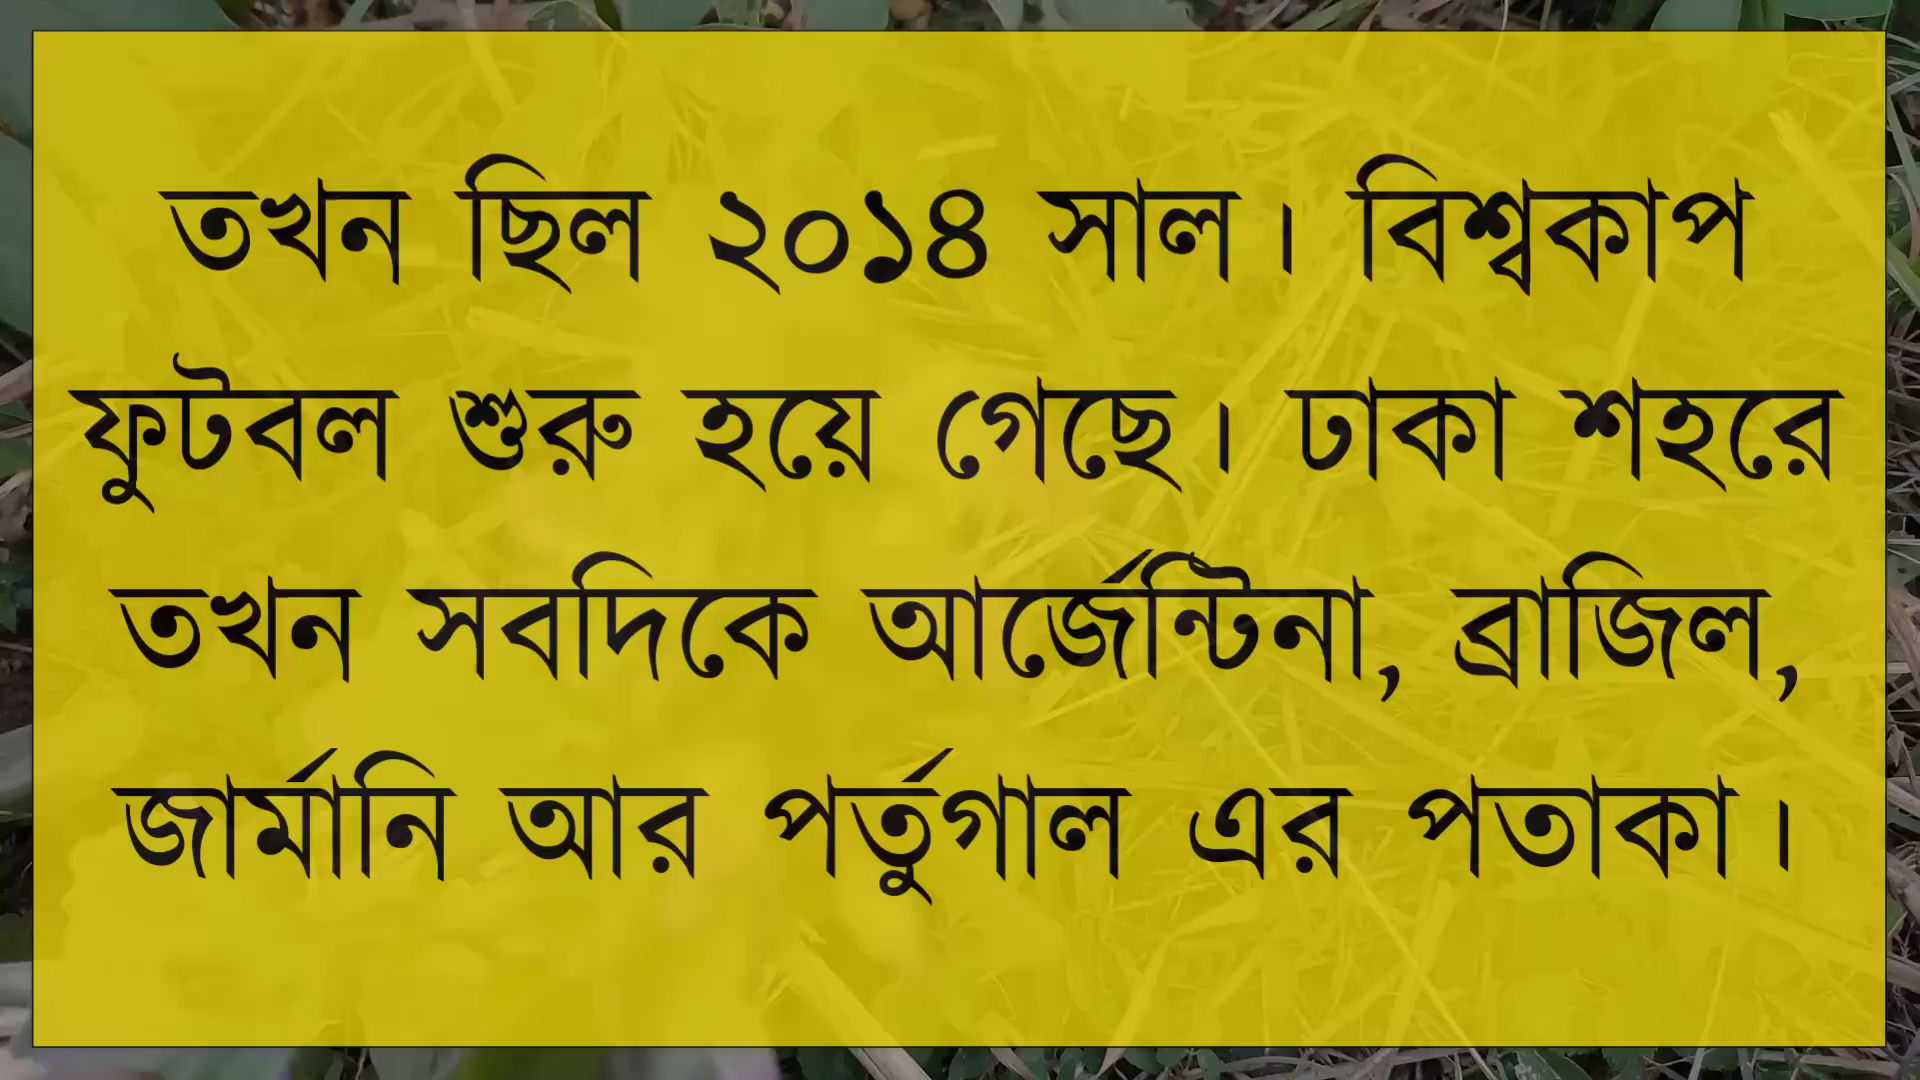 তখন ছিল ২০১৪ সাল। বিশ্বকাপ
ফুটবল শুরু হয়ে গেছে। ঢাকা শহরে
তখন সবদিকে আর্জেন্টিনা, ব্রাজিল,
জার্মানি আর পর্তুগাল এর পতাকা।